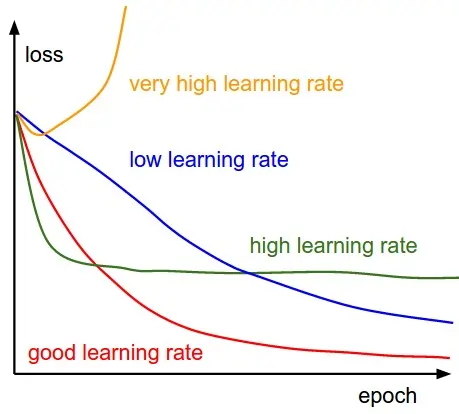 loss
very high learning rate
low learning rate
high learning rate
good learning rate
epoch